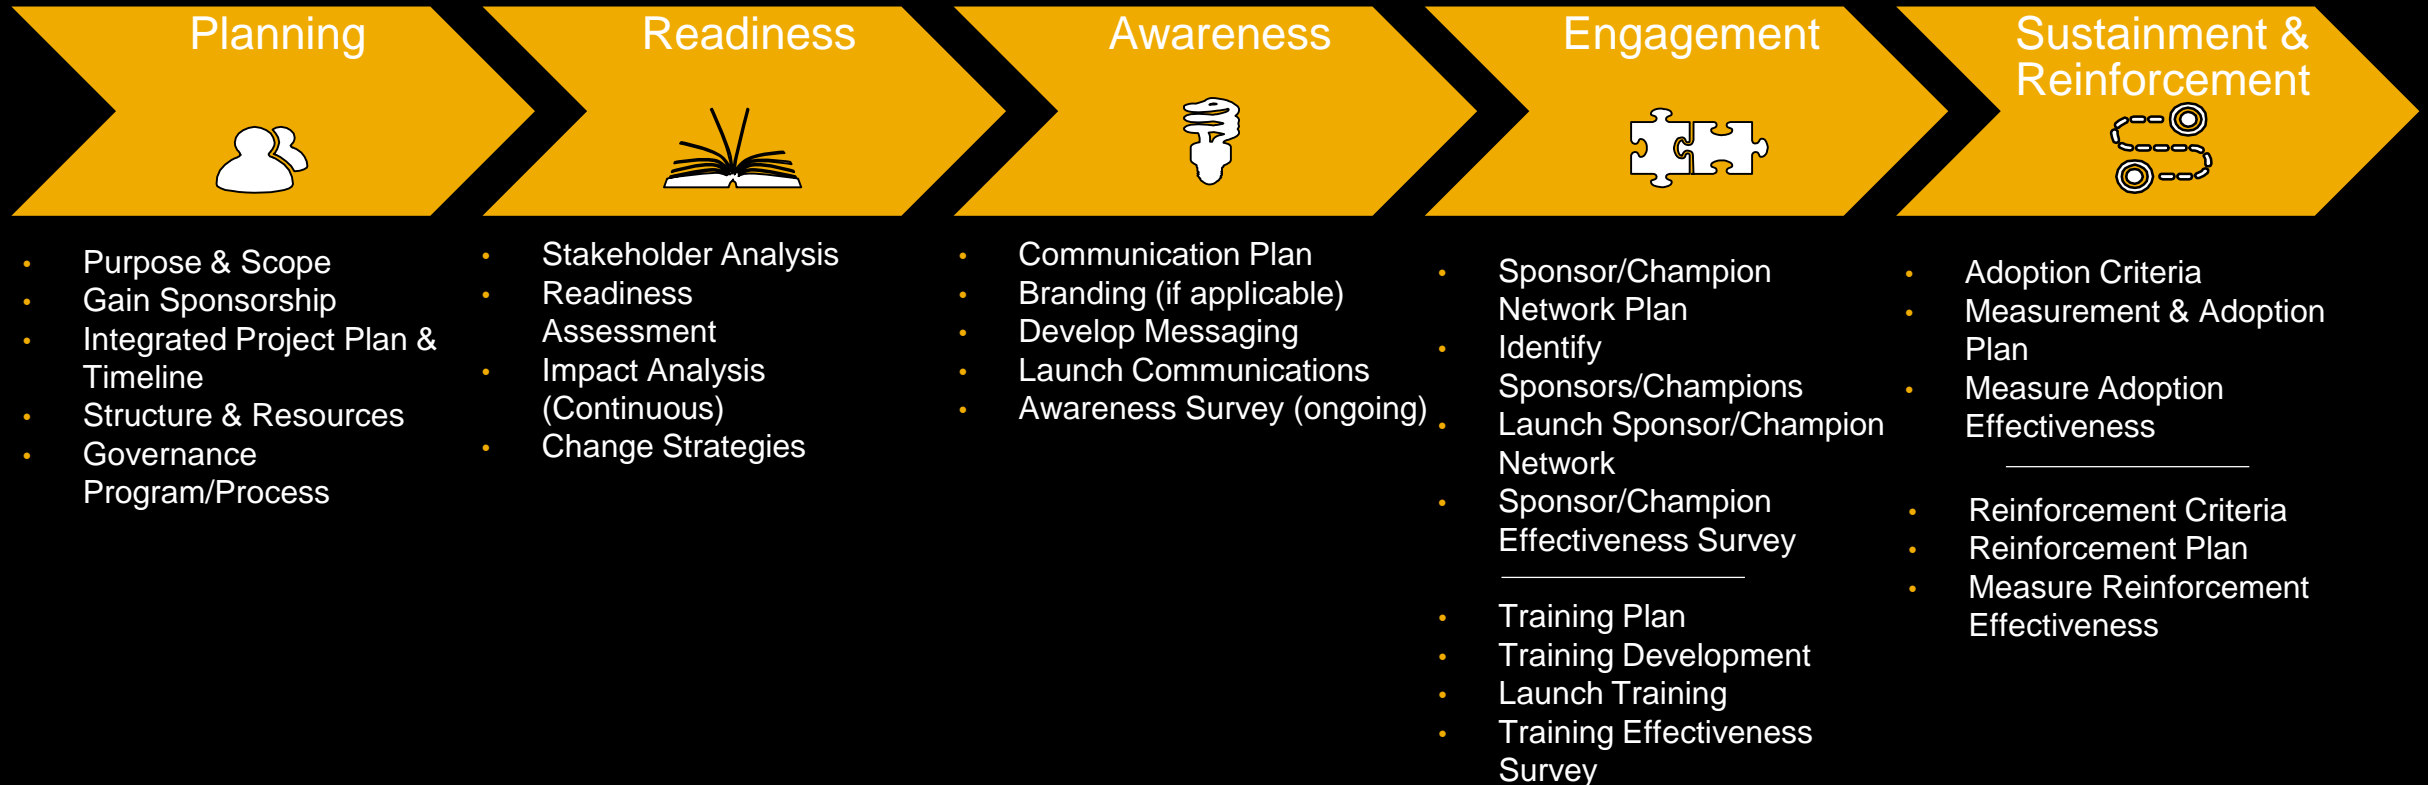 Planning
Readiness
Awareness
Engagement
Sustainment &
Reinforcement
• Purpose & Scope
• Gain Sponsorship
• Integrated Project Plan &
Timeline
• Structure & Resources
• Governance
Program/Process
• Stakeholder Analysis
• Readiness
Assessment
• Impact Analysis
(Continuous)
• Change Strategies
• Communication Plan
• Branding (if applicable)
• Develop Messaging
• Launch Communications
• Awareness Survey (ongoing)
• Sponsor/Champion
Network Plan
• Identify
Sponsors/Champions
• Launch Sponsor/Champion
Network
• Sponsor/Champion
Effectiveness Survey
• Training Plan
• Training Development
• Launch Training
• Training Effectiveness
Survey
• Adoption Criteria
• Measurement & Adoption
Plan
• Measure Adoption
Effectiveness
• Reinforcement Criteria
• Reinforcement Plan
• Measure Reinforcement
Effectiveness